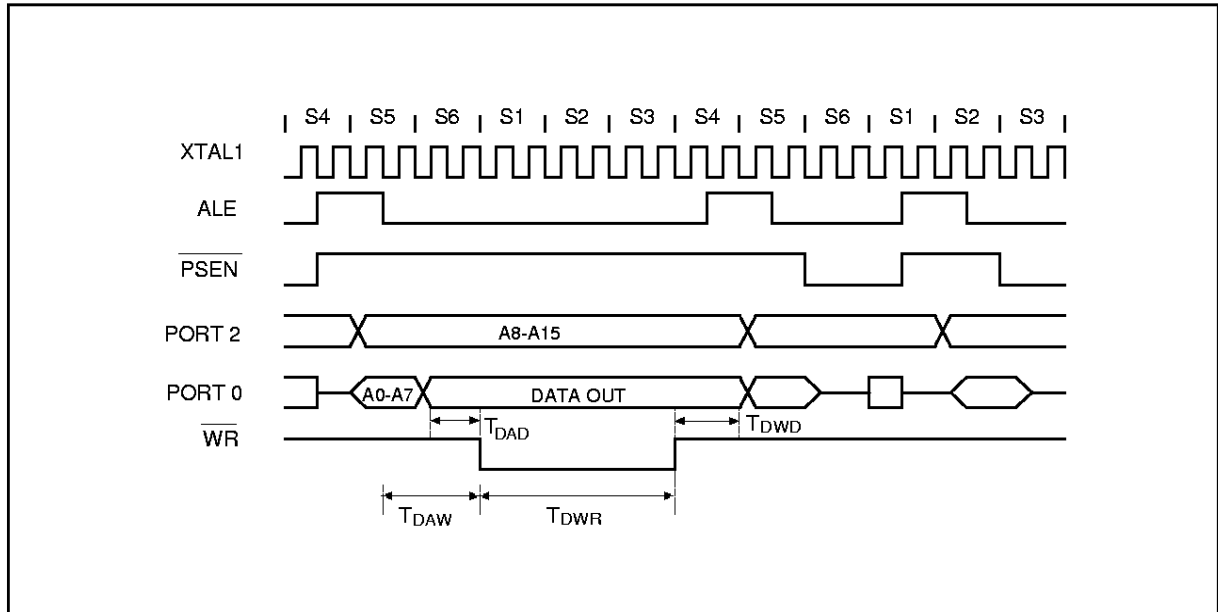 S4 S5 S6 S1 S2 S3 S4 S5 S6 S1 S2 S3
XTAL1
ALE
PSEN
PORT 2 A8-A15
PORT 0 A0-A7 DATA OUT
WR TDAD TDWD
TDAW TDWR